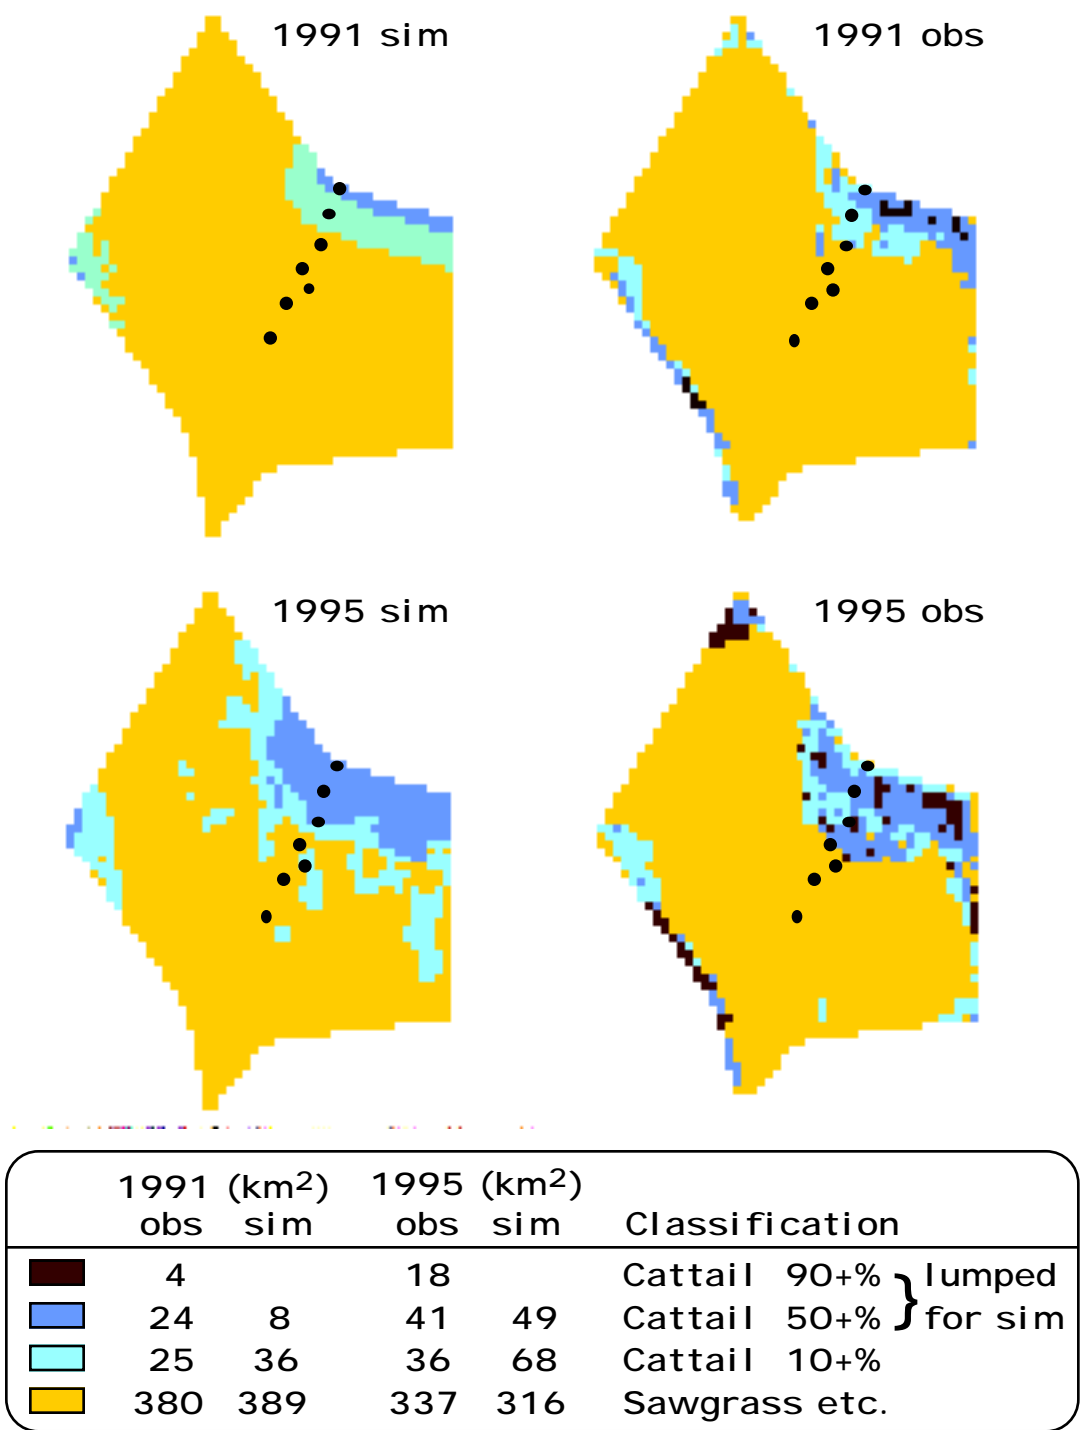 1991 sim
1991 obs
1995 sim
1995 obs
1991 (km²) 1995 (km²)
obs sim obs sim Classification
4 18 Cattail 90+% } lumped
24 8 41 49 Cattail 50+% for sim
25 36 36 68 Cattail 10+%
380 389 337 316 Sawgrass etc.